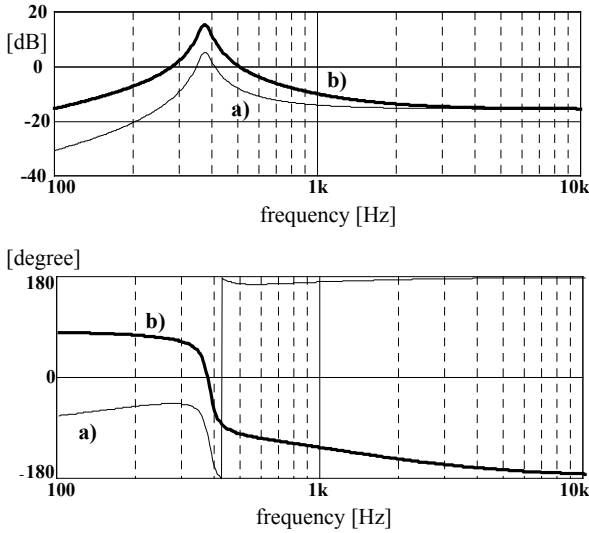 20
[dB]
0
b)
a)
-20
-40
100 1k 10k
frequency [Hz]
[degree]
180
b)
0
a)
-180
100 1k 10k
frequency [Hz]